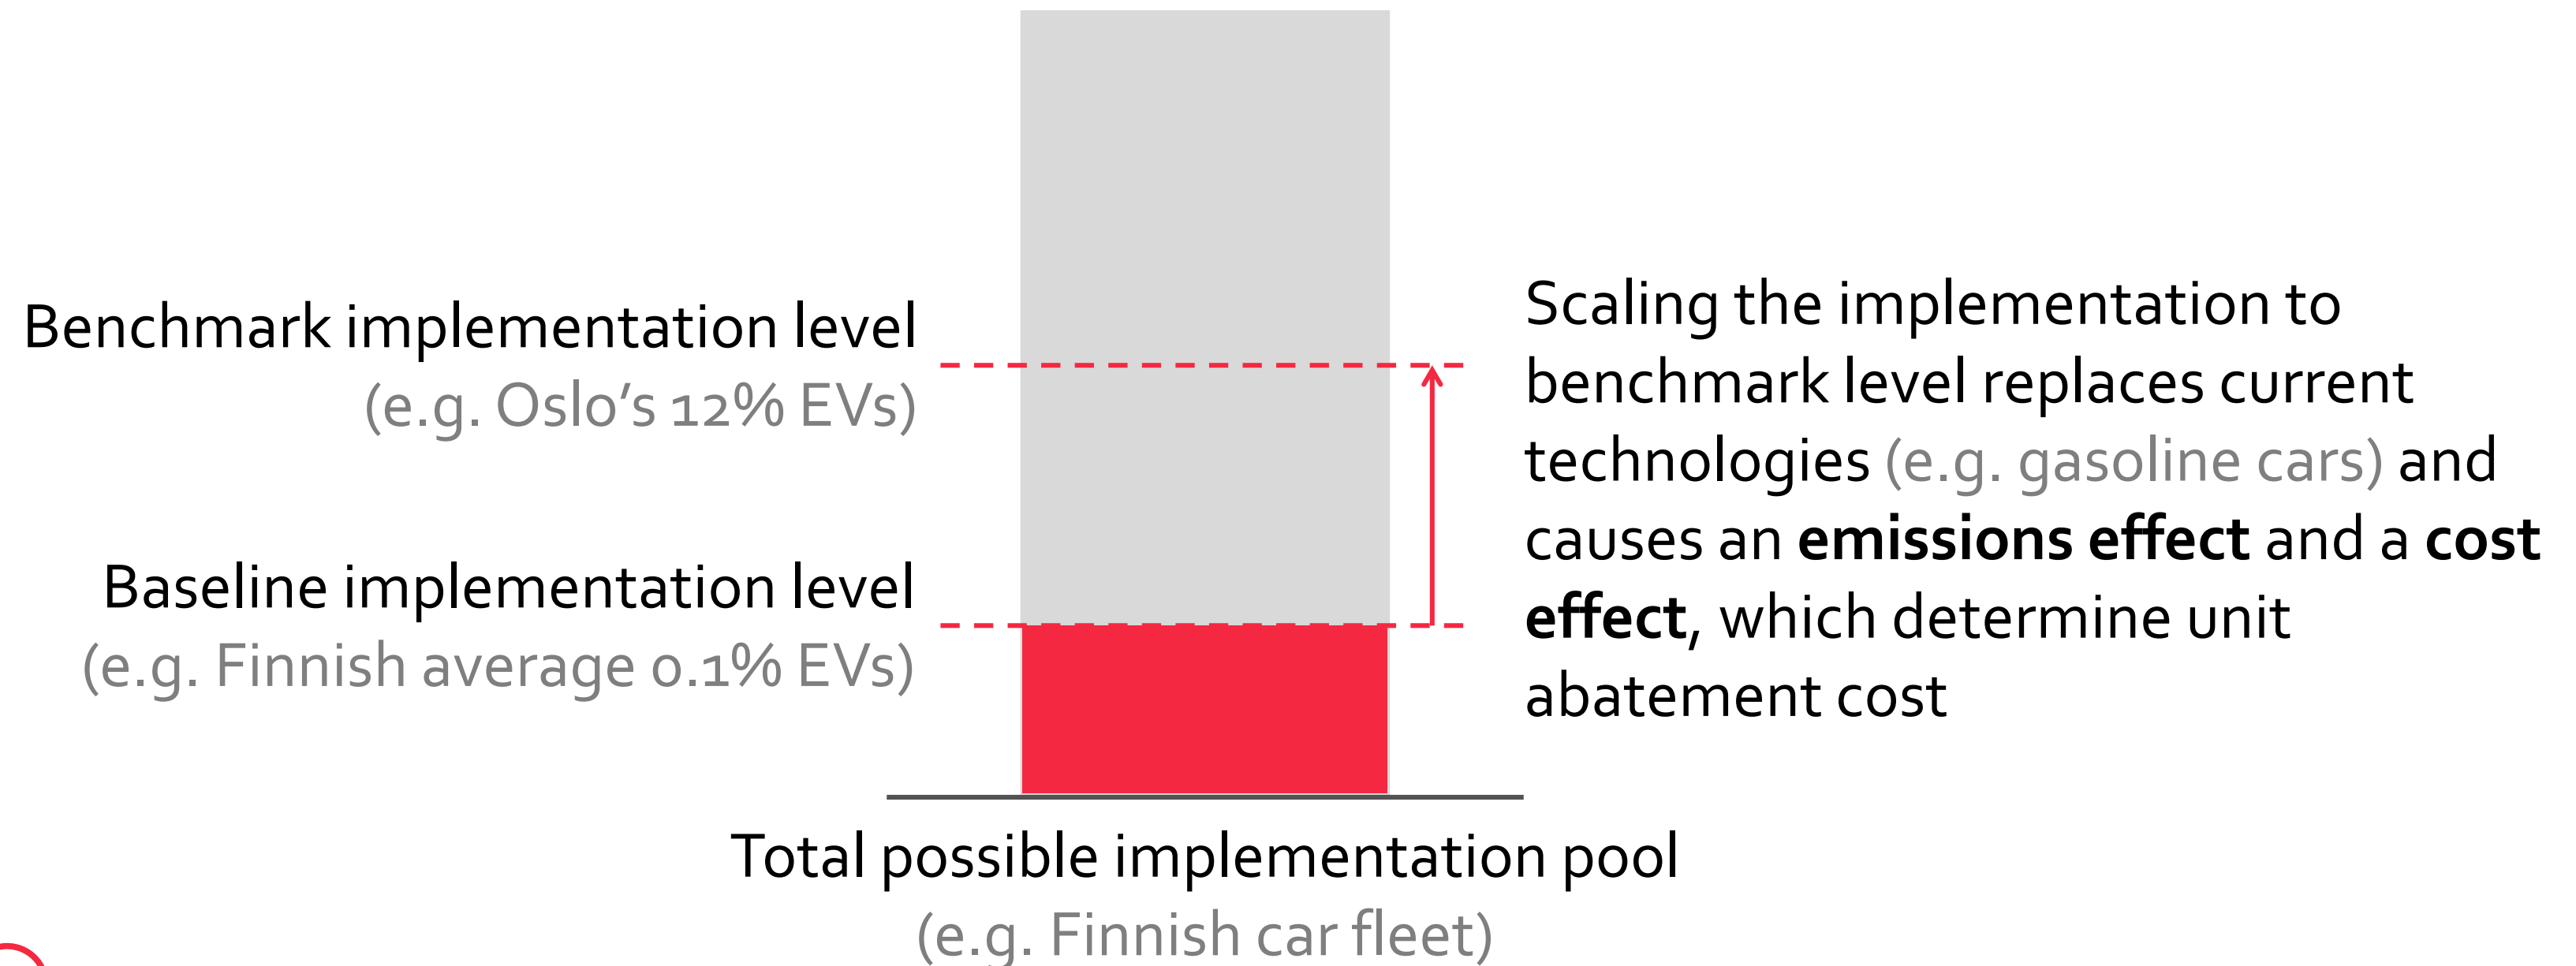 Benchmark implementation level
(e.g. Oslo’s 12% EVs)
Baseline implementation level
(e.g. Finnish average 0.1% EVs)
Scaling the implementation to
benchmark level replaces current
technologies (e.g. gasoline cars) and
causes an emissions effect and a cost
effect, which determine unit
abatement cost
Total possible implementation pool
(e.g. Finnish car fleet)